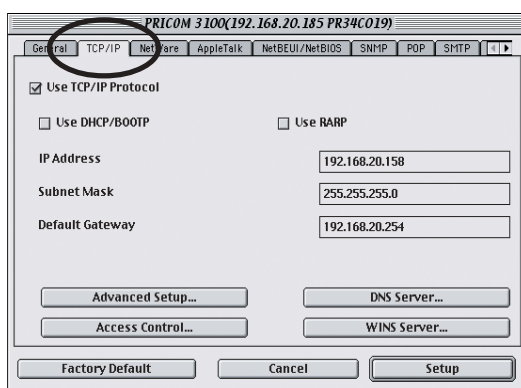 PRICOM 3100(192.168.20.185 PR34C019)
General TCP/IP NetWare AppleTalk NetBEUI/NetBIOS SNMP POP SMTP
Use TCP/IP Protocol
Use DHCP/BOOTP Use RARP
IP Address 192.168.20.158
Subnet Mask 255.255.255.0
Default Gateway 192.168.20.254
Advanced Setup... DNS Server...
Access Control... WINS Server...
Factory Default Cancel Setup